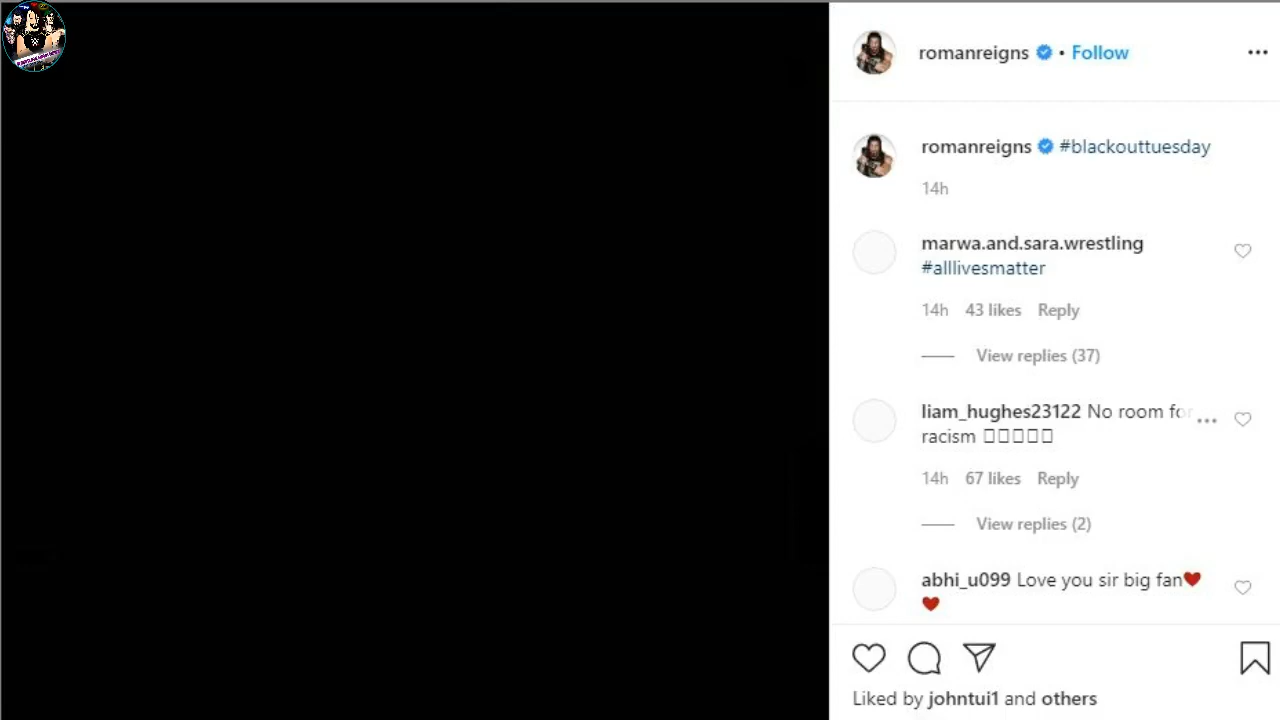 romanreigns • Follow
romanreigns #blackouttuesday
14h
marwa.and.sara.wrestling
#alllivesmatter
14h 43 likes Reply
View replies (37)
liam_hughes23122 No room for
racism
14h 67 likes Reply
View replies (2)
abhi_u099 Love you sir big fan❤
❤
Liked by johntui1 and others